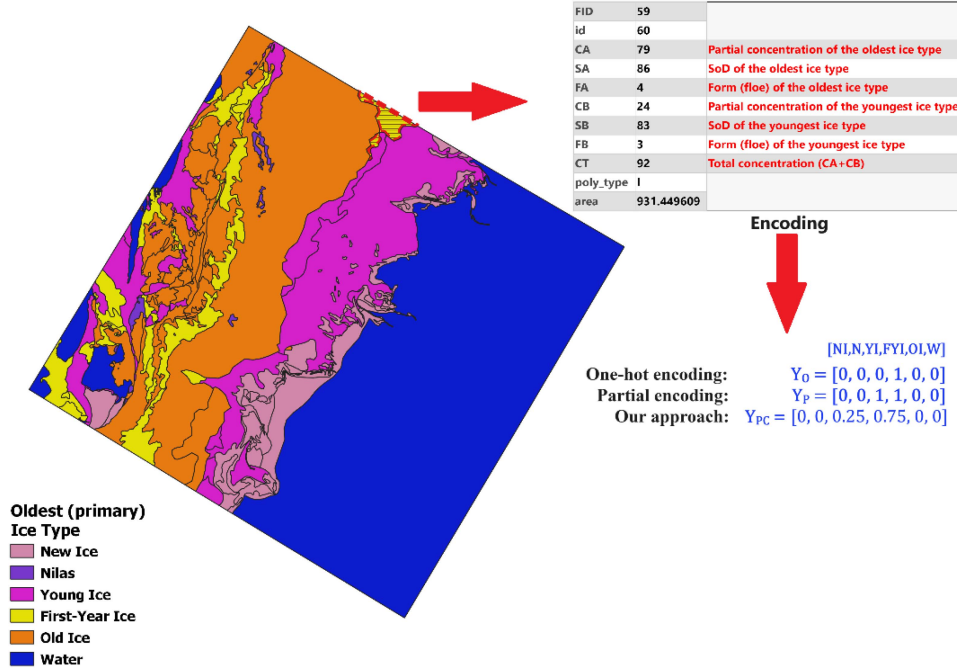 FID 59
id 60
CA 79 Partial concentration of the oldest ice type
SA 86 SoD of the oldest ice type
FA 4 Form (floe) of the oldest ice type
CB 24 Partial concentration of the youngest ice type
SB 83 SoD of the youngest ice type
FB 3 Form (floe) of the youngest ice type
CT 92 Total concentration (CA+CB)
poly_type I
area 931.449609
Encoding
[NI,N,YI,FYI,OI,W]
One-hot encoding: Y_O = [0, 0, 0, 1, 0, 0]
Partial encoding: Y_P = [0, 0, 1, 1, 0, 0]
Our approach: Y_PC = [0, 0, 0.25, 0.75, 0, 0]
Oldest (primary)
Ice Type
New Ice
Nilas
Young Ice
First-Year Ice
Old Ice
Water